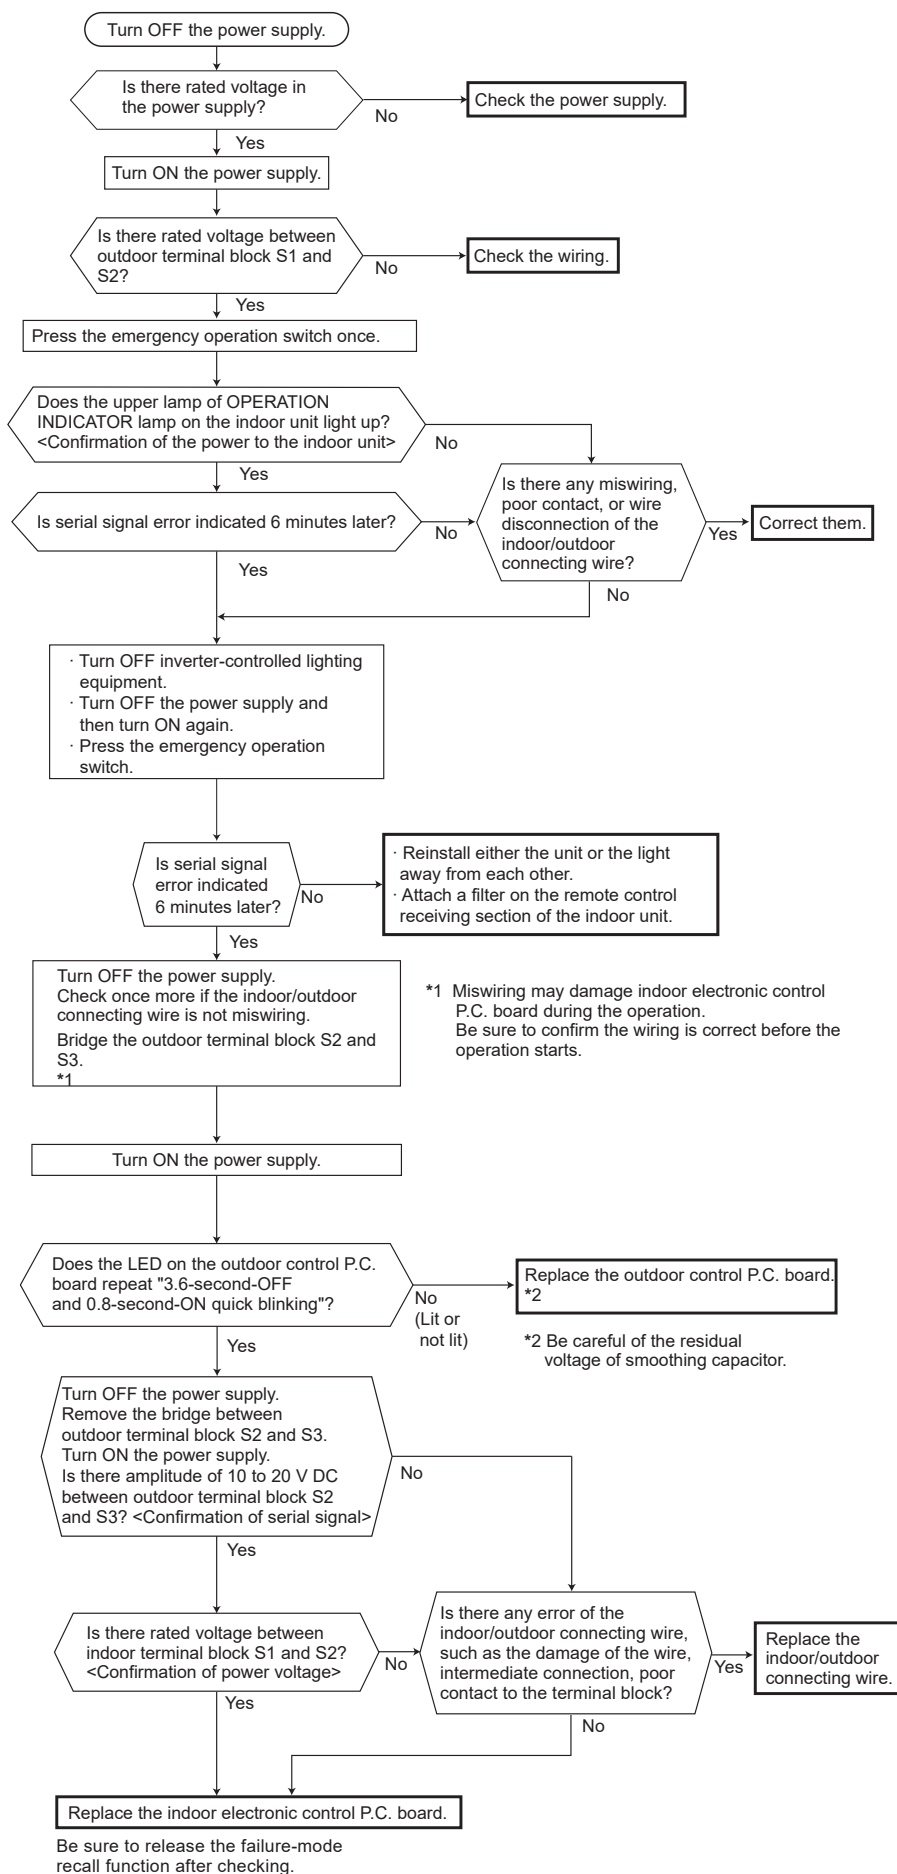 Turn OFF the power supply.
Is there rated voltage in
the power supply?
No
Check the power supply.
Yes
Turn ON the power supply.
Is there rated voltage between
outdoor terminal block S1 and
S2?
No
Check the wiring.
Yes
Press the emergency operation switch once.
Does the upper lamp of OPERATION
INDICATOR lamp on the indoor unit light up?
<Confirmation of the power to the indoor unit>
No
Yes
Is serial signal error indicated 6 minutes later?
No
Yes
Is there any miswiring,
poor contact, or wire
disconnection of the
indoor/outdoor
connecting wire?
Yes
Correct them.
No
· Turn OFF inverter-controlled lighting
equipment.
· Turn OFF the power supply and
then turn ON again.
· Press the emergency operation
switch.
Is serial signal
error indicated
6 minutes later?
No
· Reinstall either the unit or the light
away from each other.
· Attach a filter on the remote control
receiving section of the indoor unit.
Yes
Turn OFF the power supply.
Check once more if the indoor/outdoor
connecting wire is not miswiring.
Bridge the outdoor terminal block S2 and
S3.
*1
*1 Miswiring may damage indoor electronic control
P.C. board during the operation.
Be sure to confirm the wiring is correct before the
operation starts.
Turn ON the power supply.
Does the LED on the outdoor control P.C.
board repeat "3.6-second-OFF
and 0.8-second-ON quick blinking"?
No
(Lit or
not lit)
Replace the outdoor control P.C. board.
*2
*2 Be careful of the residual
voltage of smoothing capacitor.
Yes
Turn OFF the power supply.
Remove the bridge between
outdoor terminal block S2 and S3.
Turn ON the power supply.
Is there amplitude of 10 to 20 V DC
between outdoor terminal block S2
and S3? <Confirmation of serial signal>
No
Yes
Is there rated voltage between
indoor terminal block S1 and S2?
<Confirmation of power voltage>
No
Yes
Is there any error of the
indoor/outdoor connecting wire,
such as the damage of the wire,
intermediate connection, poor
contact to the terminal block?
Yes
Replace the
indoor/outdoor
connecting wire.
No
Replace the indoor electronic control P.C. board.
Be sure to release the failure-mode
recall function after checking.